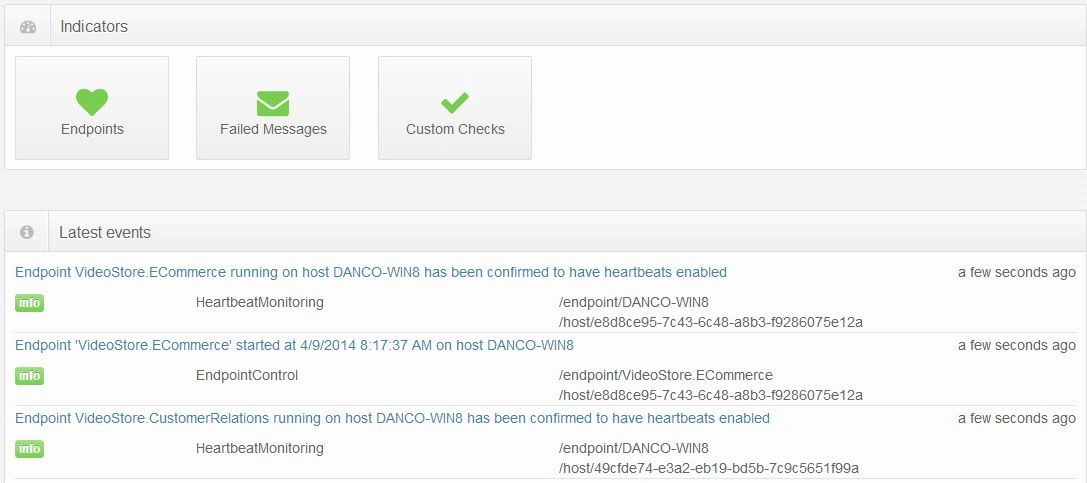 Indicators
Endpoints
Failed Messages
Custom Checks
Latest events
Endpoint VideoStore.ECommerce running on host DANCO-WIN8 has been confirmed to have heartbeats enabled a few seconds ago
info HeartbeatMonitoring /endpoint/DANCO-WIN8
/host/e8d8ce95-7c43-6c48-a8b3-f9286075e12a
Endpoint 'VideoStore.ECommerce' started at 4/9/2014 8:17:37 AM on host DANCO-WIN8 a few seconds ago
info EndpointControl /endpoint/VideoStore.ECommerce
/host/e8d8ce95-7c43-6c48-a8b3-f9286075e12a
Endpoint VideoStore.CustomerRelations running on host DANCO-WIN8 has been confirmed to have heartbeats enabled a few seconds ago
info HeartbeatMonitoring /endpoint/DANCO-WIN8
/host/49cfde74-e3a2-eb19-bd5b-7c9c5651f99a